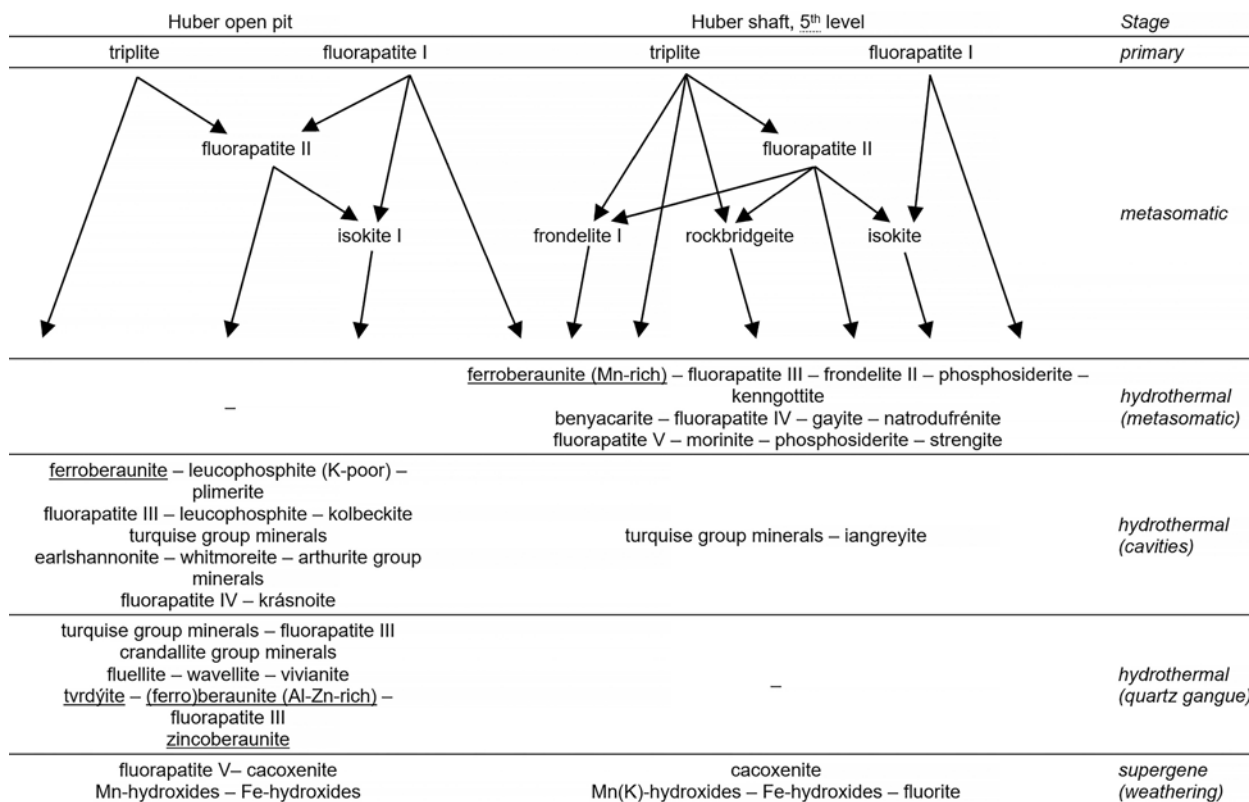 Huber open pit Huber shaft, 5th level Stage
triplite fluorapatite I triplite fluorapatite I primary
fluorapatite II fluorapatite II
isokite I frondelite I rockbridgeite isokite metasomatic
ferroberaunite (Mn-rich) – fluorapatite III – frondelite II – phosphosiderite –
kenngottite
benyacarite – fluorapatite IV – gayite – natrodufrénite
fluorapatite V – morinite – phosphosiderite – strengite
–
hydrothermal
(metasomatic)
ferroberaunite – leucophosphite (K-poor) –
plimerite
fluorapatite III – leucophosphite – kolbeckite
turquise group minerals
earlshannonite – whitmoreite – arthurite group
minerals
fluorapatite IV – krásnoite
turquise group minerals – iangreyite
hydrothermal
(cavities)
turquise group minerals – fluorapatite III
crandallite group minerals
fluellite – wavellite – vivianite
tvrdýite – (ferro)beraunite (Al-Zn-rich) –
fluorapatite III
zincoberaunite
–
hydrothermal
(quartz gangue)
fluorapatite V– cacoxenite
Mn-hydroxides – Fe-hydroxides
cacoxenite
Mn(K)-hydroxides – Fe-hydroxides – fluorite
supergene
(weathering)